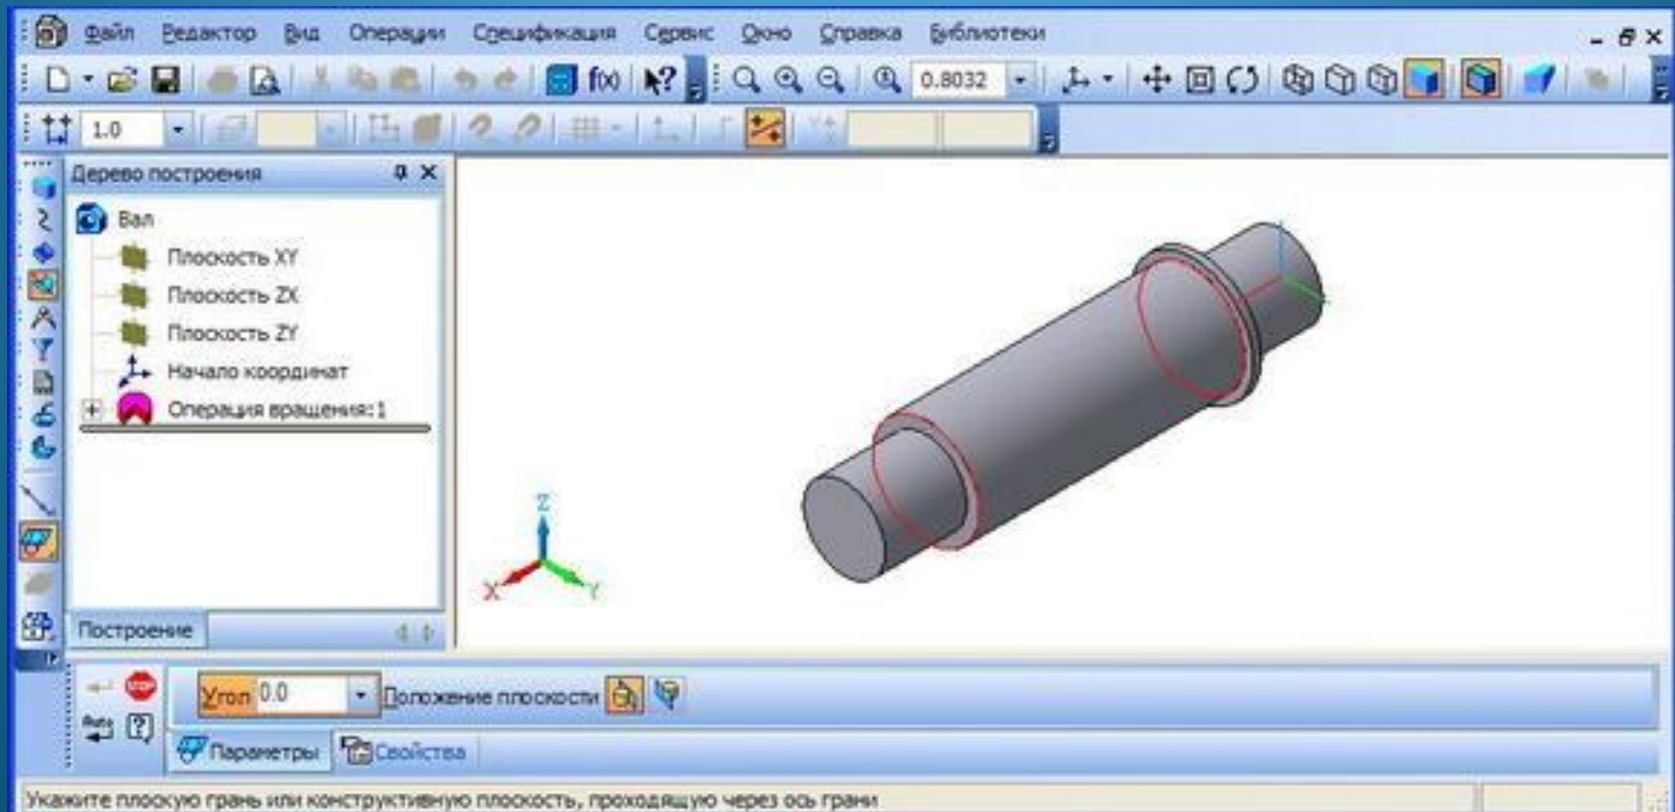 Файл Редактор Вид Операции Спецификация Сервис Окно Справка Библиотеки
f(x) ? 0.8032
1.0
Дерево построения
Вал
Плоскость XY
Плоскость ZX
Плоскость ZY
Начало координат
Операция вращения:1
Z
X Y
Построение
STOP
Угол 0.0 Положение плоскости
Auto ?
Параметры Свойства
Укажите плоскую грань или конструктивную плоскость, проходящую через ось грани